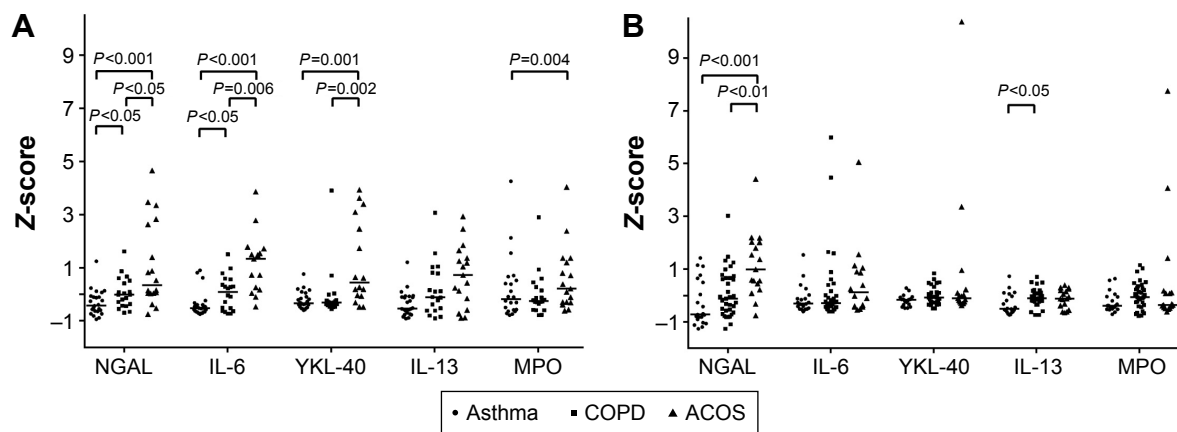 A
Z-score
9
7
5
3
1
–1
P<0.001
P<0.05
P<0.05
P<0.001
P=0.006
P<0.05
P=0.001
P=0.002
P=0.004
NGAL
IL-6
YKL-40
IL-13
MPO
B
Z-score
9
7
5
3
1
–1
P<0.001
P<0.01
P<0.05
NGAL
IL-6
YKL-40
IL-13
MPO
Asthma COPD ACOS